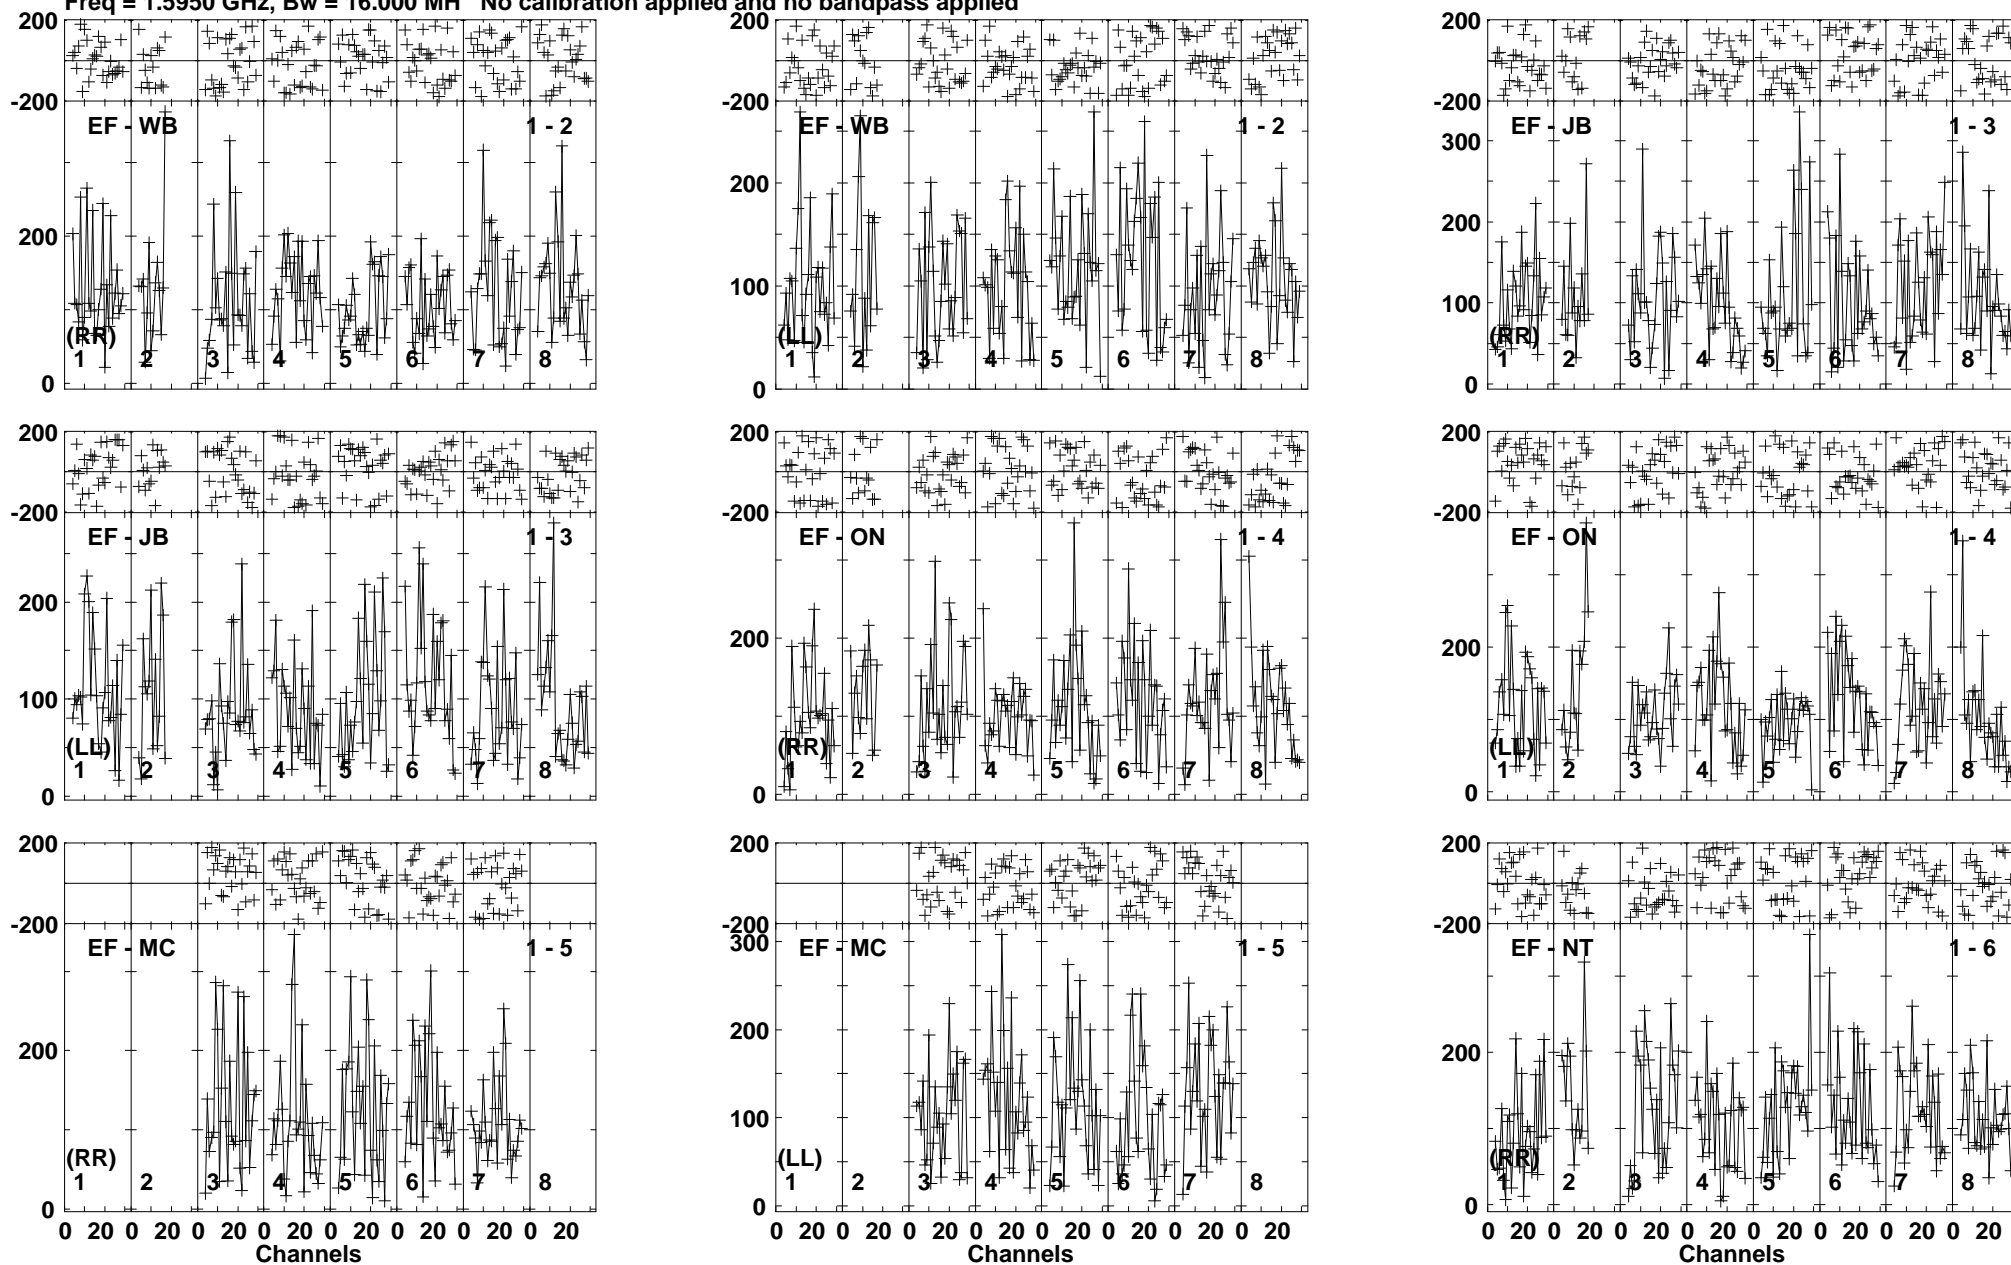 Freq = 1.5950 GHz, Bw = 16.000 MH No calibration applied and no bandpass applied
200 200 200
-200 -200 -200
EF - WB 1 - 2 EF - WB 1 - 2 EF - JB 1 - 3
300
200 200 200
100 100
(RR) (LL) (RR)
1 2 3 4 5 6 7 8 1 2 3 4 5 6 7 8 1 2 3 4 5 6 7 8
0 0 0
200 200 200
-200 -200 -200
EF - JB 1 - 3 EF - ON 1 - 4 EF - ON 1 - 4
200 200 200
100
(LL) (RR) (LL)
1 2 3 4 5 6 7 8 1 2 3 4 5 6 7 8 1 2 3 4 5 6 7 8
0 0 0
200 200 200
-200 -200 -200
EF - MC 1 - 5 EF - MC 1 - 5 EF - NT 1 - 6
300
200 200 200
100
(RR) (LL) (RR)
1 2 3 4 5 6 7 8 1 2 3 4 5 6 7 8 1 2 3 4 5 6 7 8
0 0 0
0 20 0 20 0 20 0 20 0 20 0 20 0 20 0 20 0 20 0 20 0 20 0 20 0 20 0 20 0 20 0 20 0 20 0 20 0 20 0 20 0 20 0 20 0 20 0 20
Channels Channels Channels